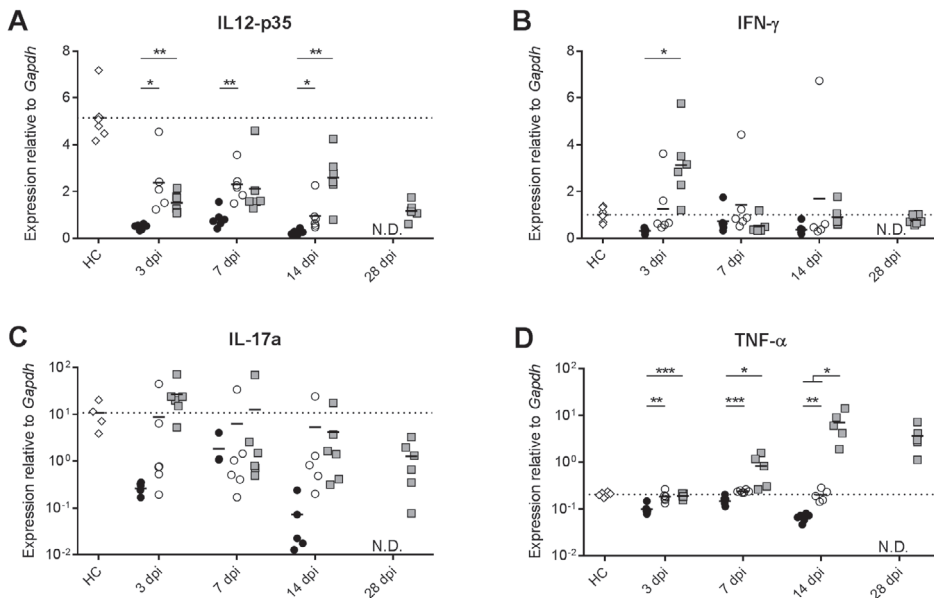 A
IL12-p35
Expression relative to Gapdh
8
6
4
2
0
**
*
**
**
*
N.D.
HC
3 dpi
7 dpi
14 dpi
28 dpi
B
IFN-γ
Expression relative to Gapdh
8
6
4
2
0
*
N.D.
HC
3 dpi
7 dpi
14 dpi
28 dpi
C
IL-17a
Expression relative to Gapdh
10²
10¹
10⁰
10⁻¹
10⁻²
N.D.
HC
3 dpi
7 dpi
14 dpi
28 dpi
D
TNF-α
Expression relative to Gapdh
10²
10¹
10⁰
10⁻¹
10⁻²
***
**
*
***
*
**
N.D.
HC
3 dpi
7 dpi
14 dpi
28 dpi